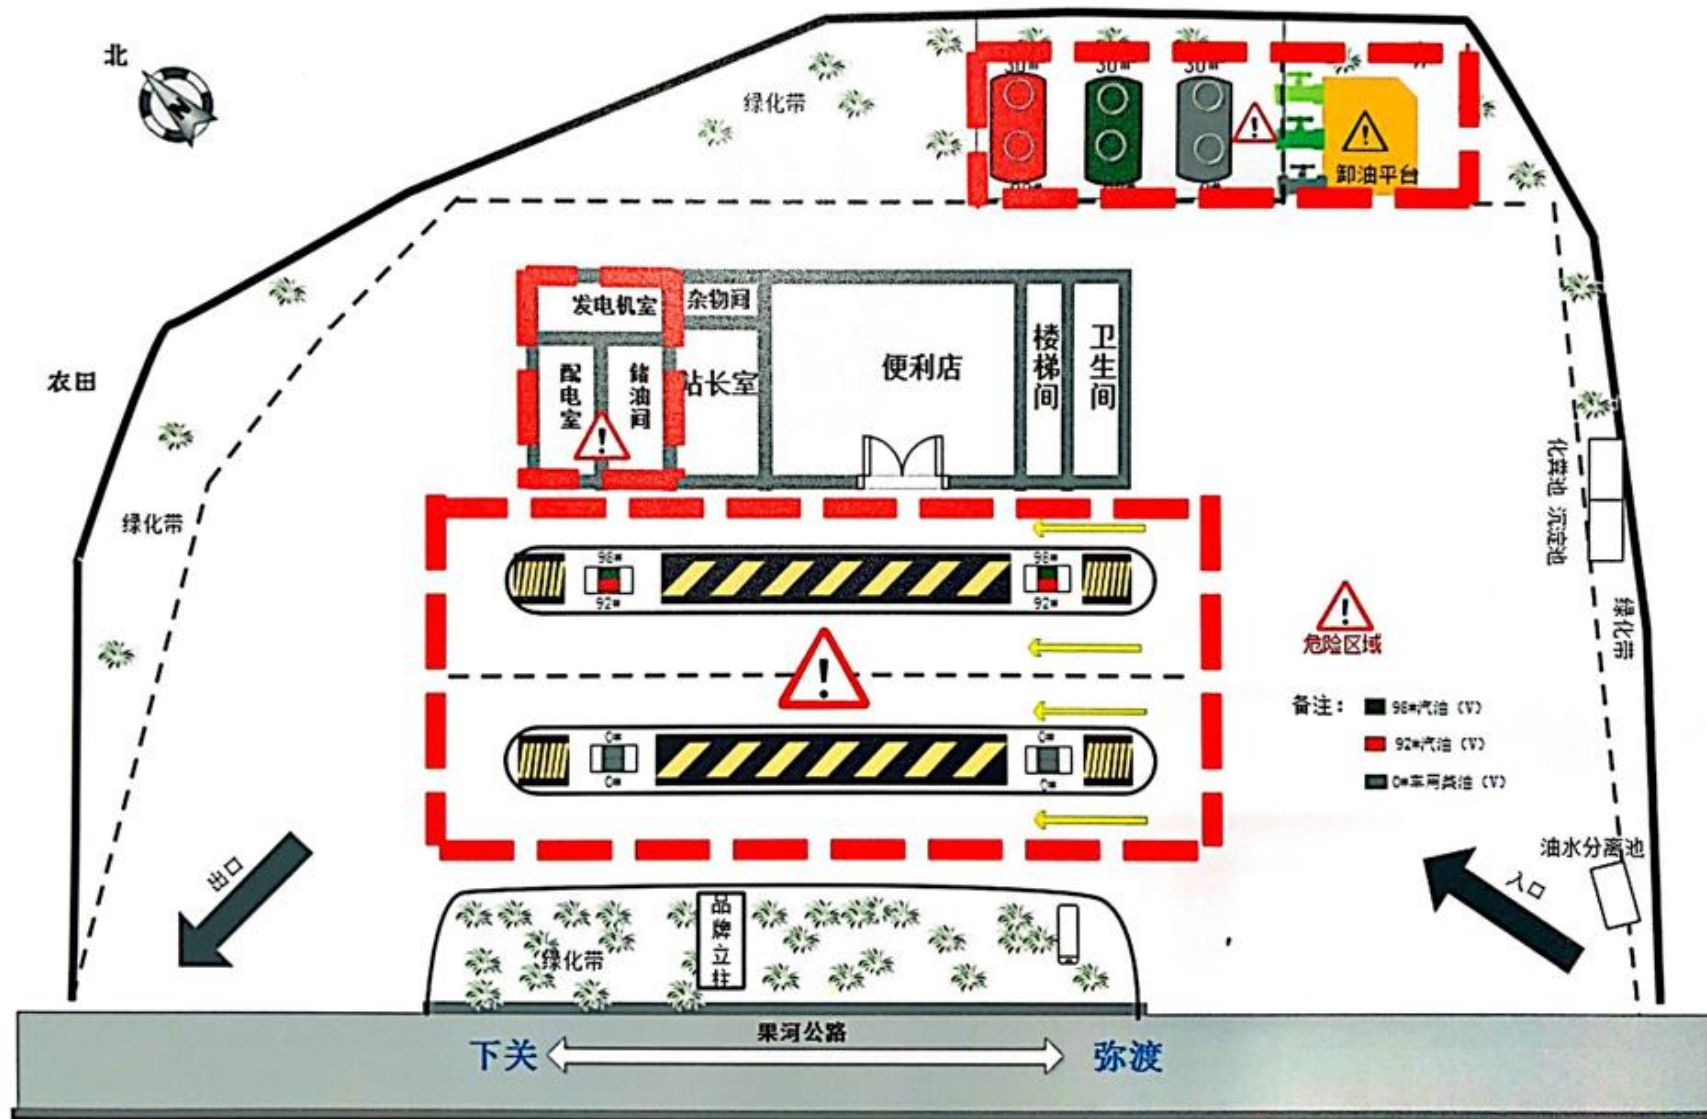 北
绿化带
30m
30m
30m
卸油平台
发电机室
杂物间
配电室
储油间
站长室
便利店
楼梯间
卫生间
农田
绿化带
化粪池
沉淀池
绿化带
98#
92#
98#
92#
危险区域
备注：
98#汽油（V）
92#汽油（V）
0#车用柴油（V）
0#
0#
0#
0#
出口
入口
油水分离池
品牌立柱
绿化带
果河公路
下关
弥渡